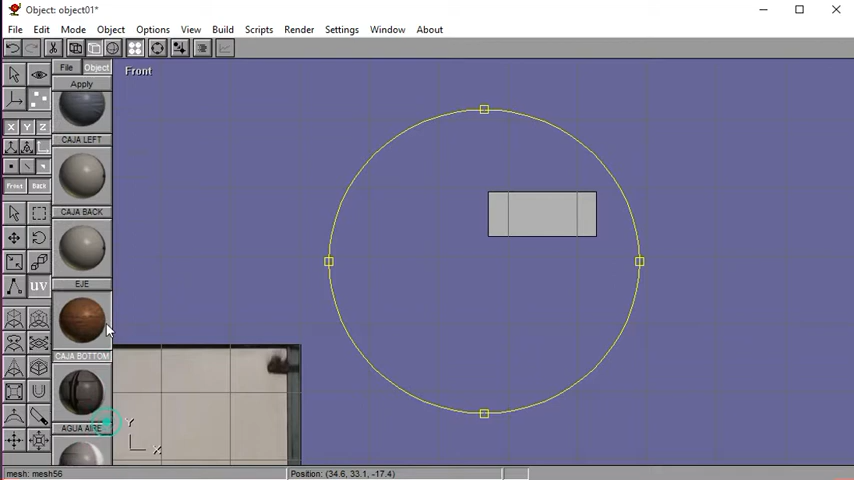 Object: object01*
File Edit Mode Object Options View Build Scripts Render Settings Window About
File Object
Front
Apply
X Y Z
CAJA LEFT
Front Back
CAJA BACK
EJE
uv
CAJA BOTTOM
AGUA AIRE
Y
X
mesh: mesh56 Position: (34.6, 33.1, -17.4)